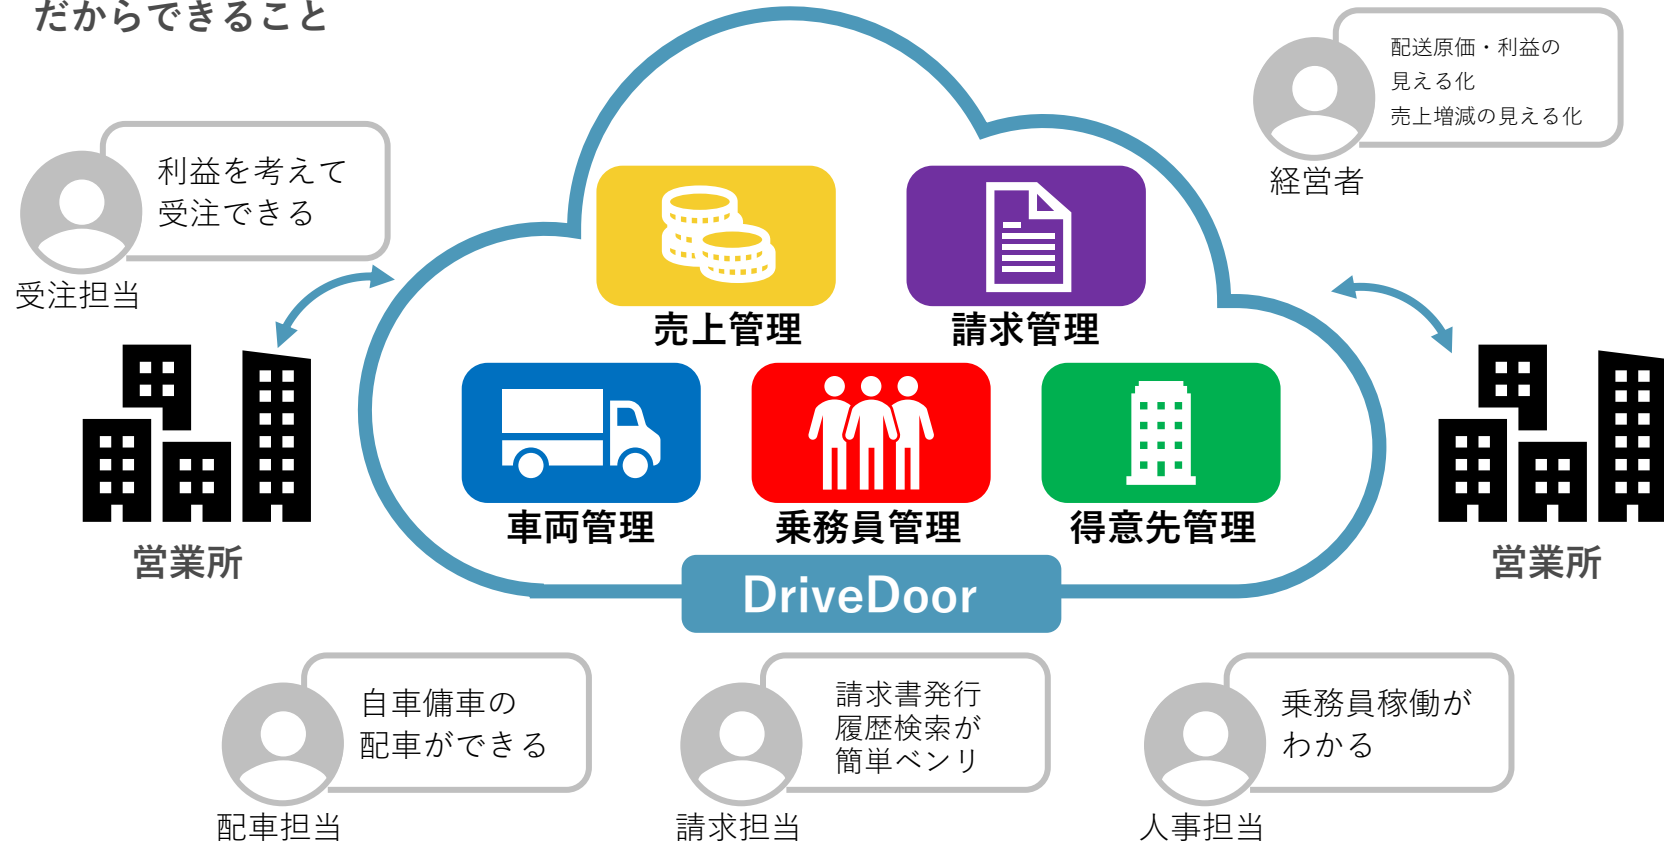 だからできること
配送原価・利益の
見える化
売上増減の見える化
経営者
利益を考えて
受注できる
受注担当
売上管理
請求管理
車両管理
乗務員管理
得意先管理
営業所
営業所
DriveDoor
自車傭車の
配車ができる
配車担当
請求書発行
履歴検索が
簡単ベンリ
請求担当
乗務員稼働が
わかる
人事担当